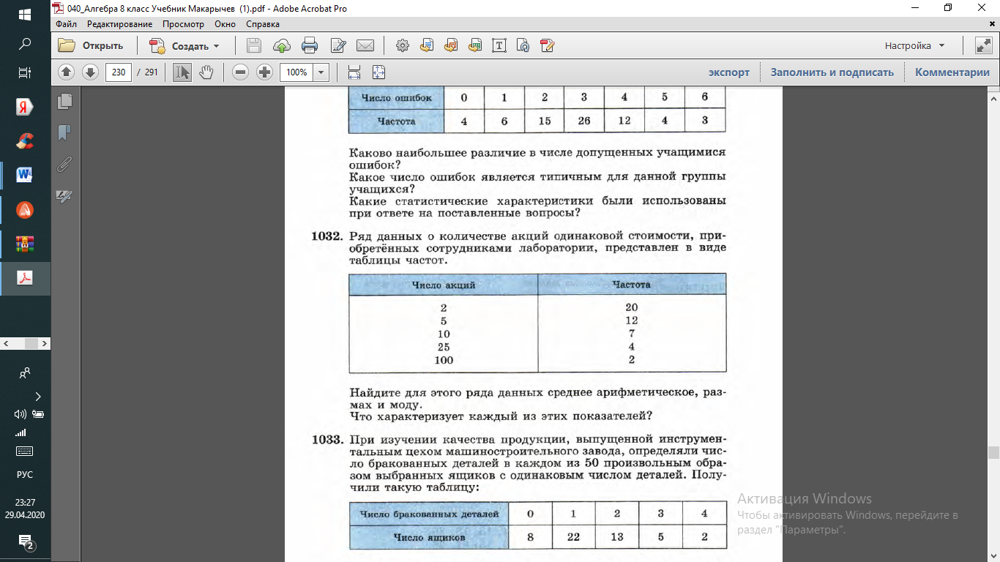 040_Алгебра 8 класс Учебник Макарычев (1).pdf - Adobe Acrobat Pro
Файл Редактирование Просмотр Окно Справка
Открыть Создать Настройка
230 / 291 100% экспорт Заполнить и подписать Комментарии
Число ошибок 0 1 2 3 4 5 6
Частота 4 6 15 26 12 4 3
Каково наибольшее различие в числе допущенных учащимися
ошибок?
Какое число ошибок является типичным для данной группы
учащихся?
Какие статистические характеристики были использованы
при ответе на поставленные вопросы?
1032. Ряд данных о количестве акций одинаковой стоимости, при-
обретённых сотрудниками лаборатории, представлен в виде
таблицы частот.
Число акций Частота
2 20
5 12
10 7
25 4
100 2
Найдите для этого ряда данных среднее арифметическое, раз-
мах и моду.
Что характеризует каждый из этих показателей?
1033. При изучении качества продукции, выпущенной инструмен-
тальным цехом машиностроительного завода, определяли чис-
ло бракованных деталей в каждом из 50 произвольным обра-
зом выбранных ящиков с одинаковым числом деталей. Полу-
чили такую таблицу:
Число бракованных деталей 0 1 2 3 4
Число ящиков 8 22 13 5 2
Активация Windows
Чтобы активировать Windows, перейдите в
раздел "Параметры".
РУС
23:27
29.04.2020
2